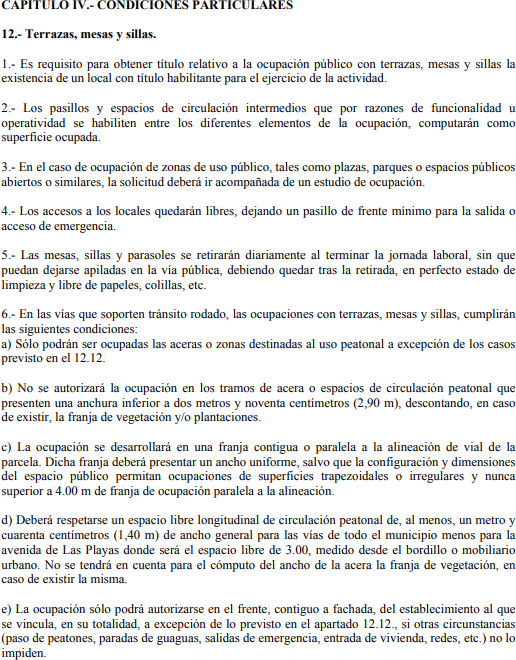 CAPÍTULO IV.- CONDICIONES PARTICULARES
12.- Terrazas, mesas y sillas.
1.- Es requisito para obtener título relativo a la ocupación público con terrazas, mesas y sillas la
existencia de un local con título habilitante para el ejercicio de la actividad.
2.- Los pasillos y espacios de circulación intermedios que por razones de funcionalidad u
operatividad se habiliten entre los diferentes elementos de la ocupación, computarán como
superficie ocupada.
3.- En el caso de ocupación de zonas de uso público, tales como plazas, parques o espacios públicos
abiertos o similares, la solicitud deberá ir acompañada de un estudio de ocupación.
4.- Los accesos a los locales quedarán libres, dejando un pasillo de frente mínimo para la salida o
acceso de emergencia.
5.- Las mesas, sillas y parasoles se retirarán diariamente al terminar la jornada laboral, sin que
puedan dejarse apiladas en la vía pública, debiendo quedar tras la retirada, en perfecto estado de
limpieza y libre de papeles, colillas, etc.
6.- En las vías que soporten tránsito rodado, las ocupaciones con terrazas, mesas y sillas, cumplirán
las siguientes condiciones:
a) Sólo podrán ser ocupadas las aceras o zonas destinadas al uso peatonal a excepción de los casos
previsto en el 12.12.
b) No se autorizará la ocupación en los tramos de acera o espacios de circulación peatonal que
presenten una anchura inferior a dos metros y noventa centímetros (2,90 m), descontando, en caso
de existir, la franja de vegetación y/o plantaciones.
c) La ocupación se desarrollará en una franja contigua o paralela a la alineación de vial de la
parcela. Dicha franja deberá presentar un ancho uniforme, salvo que la configuración y dimensiones
del espacio público permitan ocupaciones de superficies trapezoidales o irregulares y nunca
superior a 4.00 m de franja de ocupación paralela a la alineación.
d) Deberá respetarse un espacio libre longitudinal de circulación peatonal de, al menos, un metro y
cuarenta centímetros (1,40 m) de ancho general para las vías de todo el municipio menos para la
avenida de Las Playas donde será el espacio libre de 3.00, medido desde el bordillo o mobiliario
urbano. No se tendrá en cuenta para el cómputo del ancho de la acera la franja de vegetación, en
caso de existir la misma.
e) La ocupación sólo podrá autorizarse en el frente, contiguo a fachada, del establecimiento al que
se vincula, en su totalidad, a excepción de lo previsto en el apartado 12.12., si otras circunstancias
(paso de peatones, paradas de guaguas, salidas de emergencia, entrada de vivienda, redes, etc.) no lo
impiden.